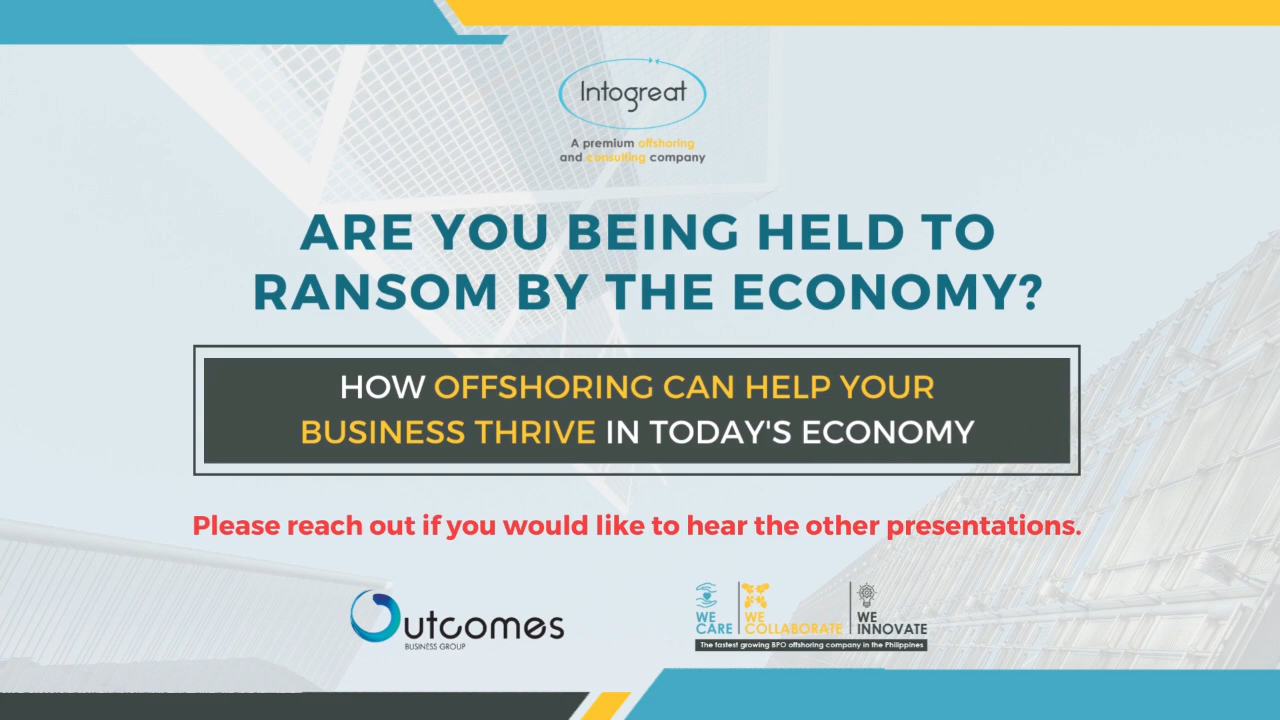 Intogreat
A premium offshoring
and consulting company
ARE YOU BEING HELD TO
RANSOM BY THE ECONOMY?
HOW OFFSHORING CAN HELP YOUR
BUSINESS THRIVE IN TODAY'S ECONOMY
Please reach out if you would like to hear the other presentations.
Outcomes
BUSINESS GROUP
WE CARE
WE COLLABORATE
WE INNOVATE
The fastest growing BPO offshoring company in the Philippines